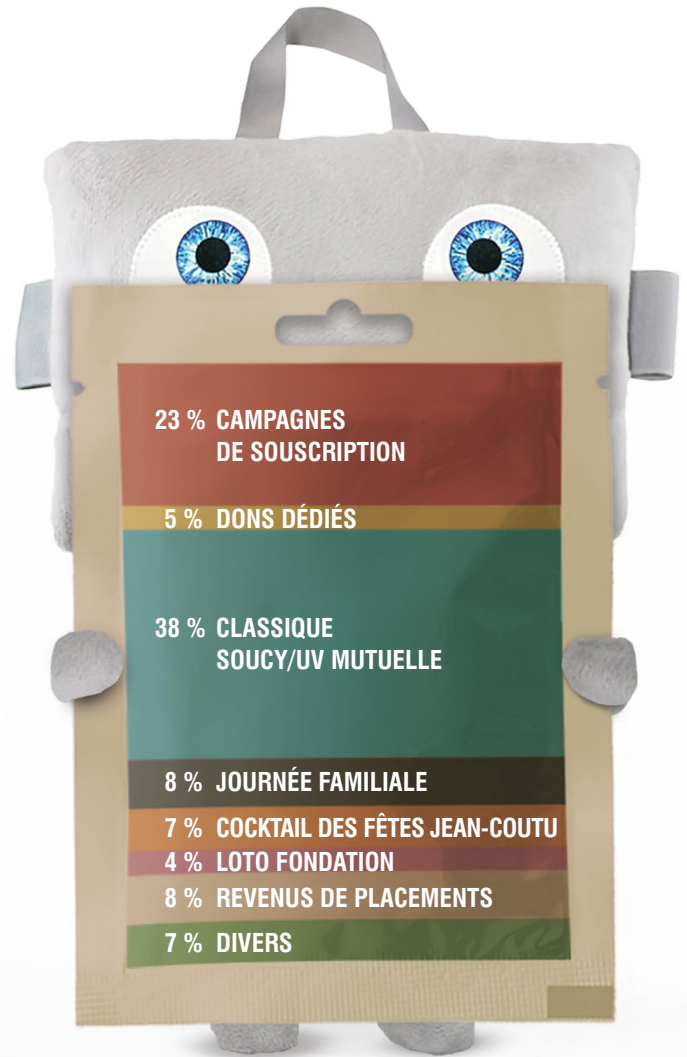 23 % CAMPAGNES
DE SOUSCRIPTION
5 % DONS DÉDIÉS
38 % CLASSIQUE
SOUCY/UV MUTUELLE
8 % JOURNÉE FAMILIALE
7 % COCKTAIL DES FÊTES JEAN-COUTU
4 % LOTO FONDATION
8 % REVENUS DE PLACEMENTS
7 % DIVERS